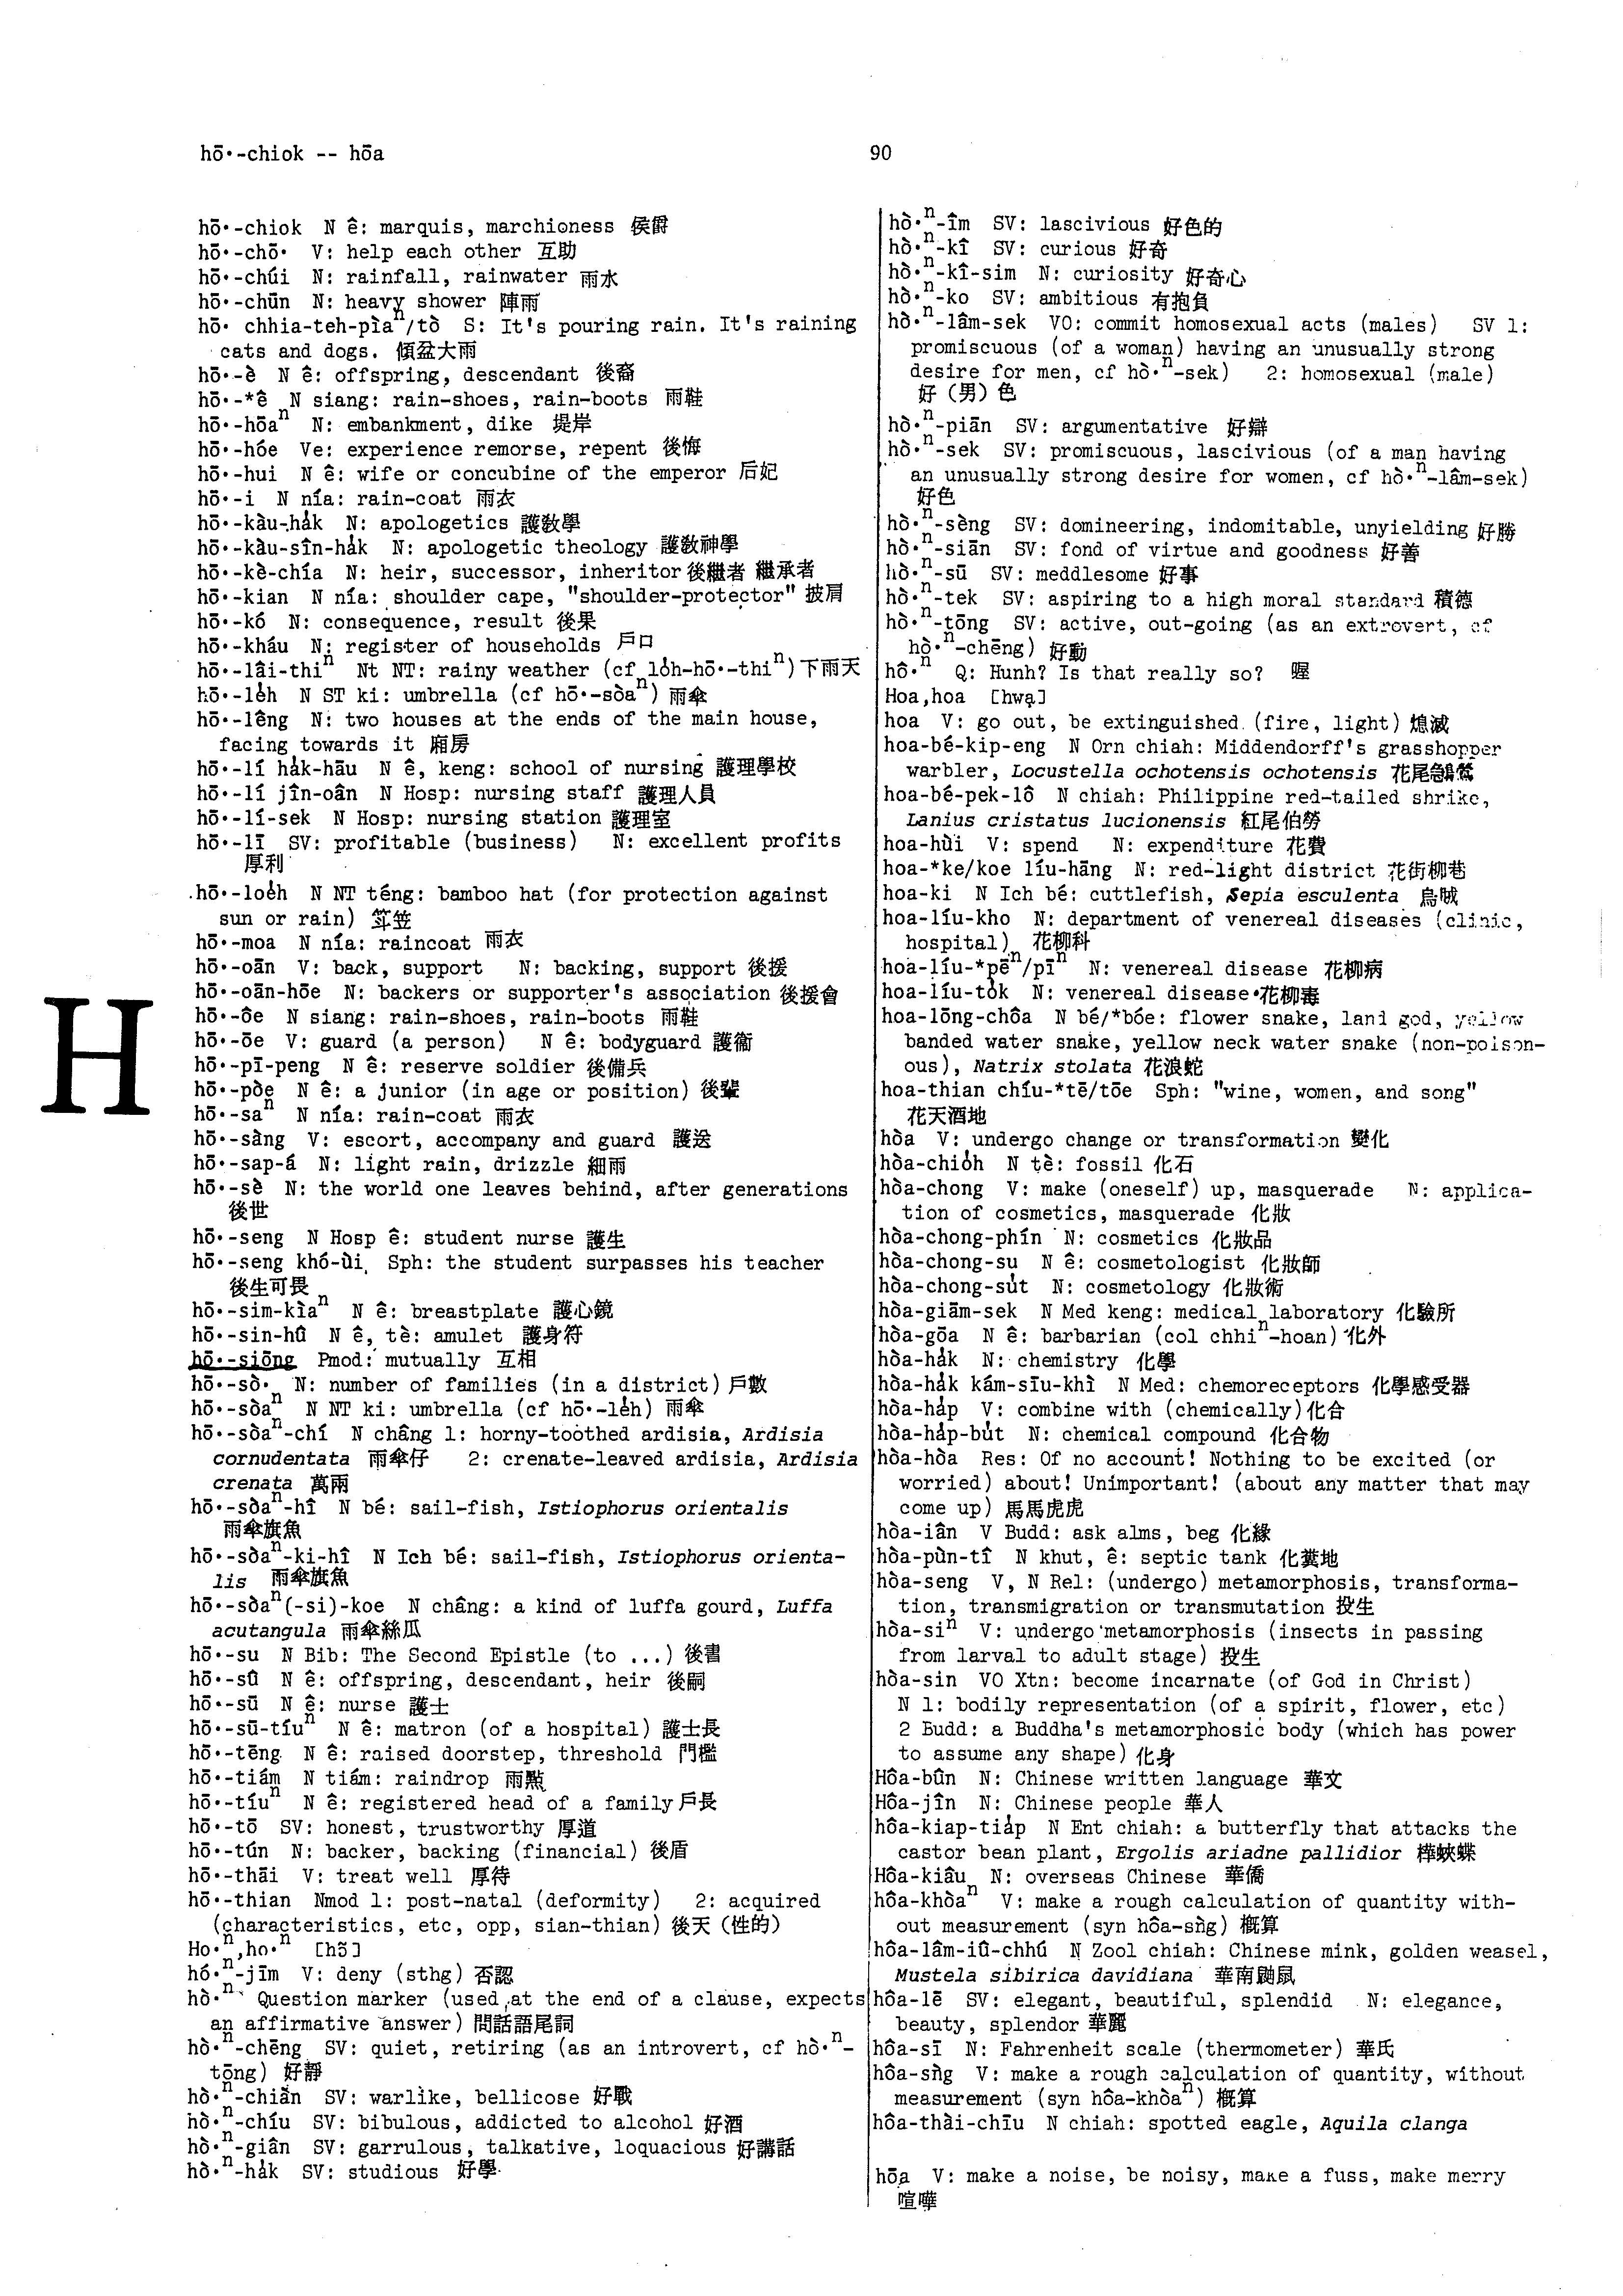 hō·-chiok -- hōa
90
hō·-chiok N ê: marquis, marchioness 侯爵
hō·-chō· V: help each other 互助
hō·-chúi N: rainfall, rainwater 雨水
hō·-chūn N: heavy shower 陣雨
hō· chhia-teh-pìaⁿ/tò S: It's pouring rain. It's raining
cats and dogs. 傾盆大雨
hō·-è N ê: offspring, descendant 後裔
hō·-*ê N siang: rain-shoes, rain-boots 雨鞋
hō·-hōaⁿ N: embankment, dike 堤岸
hō·-hóe Ve: experience remorse, repent 後悔
hō·-hui N ê: wife or concubine of the emperor 后妃
hō·-i N nía: rain-coat 雨衣
hō·-kàu-ha̍k N: apologetics 護敎學
hō·-kàu-sîn-ha̍k N: apologetic theology 護敎神學
hō·-kè-chía N: heir, successor, inheritor 後繼者 繼承者
hō·-kian N nía: shoulder cape, "shoulder-protector" 披肩
hō·-kó N: consequence, result 後果
hō·-kháu N: register of households 戶口
hō·-lâi-thiⁿ Nt NT: rainy weather (cf lo̍h-hō·-thiⁿ) 下雨天
hō·-le̍h N ST ki: umbrella (cf hō·-sòaⁿ) 雨傘
hō·-lêng N: two houses at the ends of the main house,
facing towards it 廂房
hō·-lí ha̍k-hāu N ê, keng: school of nursing 護理學校
hō·-lí jîn-oân N Hosp: nursing staff 護理人員
hō·-lí-sek N Hosp: nursing station 護理室
hō·-lī SV: profitable (business) N: excellent profits
厚利
hō·-loe̍h N NT téng: bamboo hat (for protection against
sun or rain) 笠
hō·-moa N nía: raincoat 雨衣
hō·-oān V: back, support N: backing, support 後援
hō·-oān-hōe N: backers or supporter's association 後援會
hō·-ôe N siang: rain-shoes, rain-boots 雨鞋
hō·-ōe V: guard (a person) N ê: bodyguard 護衞
hō·-pī-peng N ê: reserve soldier 後備兵
hō·-pòe N ê: a junior (in age or position) 後輩
hō·-saⁿ N nía: rain-coat 雨衣
hō·-sàng V: escort, accompany and guard 護送
hō·-sap-á N: light rain, drizzle 細雨
hō·-sè N: the world one leaves behind, after generations
後世
hō·-seng N Hosp ê: student nurse 護生
hō·-seng khó-ùi Sph: the student surpasses his teacher
後生可畏
hō·-sim-kìaⁿ N ê: breastplate 護心鏡
hō·-sin-hû N ê, tè: amulet 護身符
hō·-siōng Pmod: mutually 互相
hō·-sò· N: number of families (in a district) 戶數
hō·-sòaⁿ N NT ki: umbrella (cf hō·-le̍h) 雨傘
hō·-sòaⁿ-chí N châng 1: horny-toothed ardisia, Ardisia
cornudentata 雨傘仔 2: crenate-leaved ardisia, Ardisia
crenata 萬兩
hō·-sòaⁿ-hî N bé: sail-fish, Istiophorus orientalis
雨傘旗魚
hō·-sòaⁿ-ki-hî N Ich bé: sail-fish, Istiophorus orienta-
lis 雨傘旗魚
hō·-sòaⁿ(-si)-koe N châng: a kind of luffa gourd, Luffa
acutangula 雨傘絲瓜
hō·-su N Bib: The Second Epistle (to ...) 後書
hō·-sû N ê: offspring, descendant, heir 後嗣
hō·-sū N ê: nurse 護士
hō·-sū-tíuⁿ N ê: matron (of a hospital) 護士長
hō·-tēng N ê: raised doorstep, threshold 門檻
hō·-tiám N tiám: raindrop 雨點
hō·-tíuⁿ N ê: registered head of a family 戶長
hō·-tō SV: honest, trustworthy 厚道
hō·-tún N: backer, backing (financial) 後盾
hō·-thāi V: treat well 厚待
hō·-thian Nmod 1: post-natal (deformity) 2: acquired
(characteristics, etc, opp, sian-thian) 後天 (性的)
Ho·ⁿ,ho·ⁿ [hɔ̃]
hó·ⁿ-jīm V: deny (sthg) 否認
hò·ⁿ Question marker (used at the end of a clause, expects
an affirmative answer) 問話語尾詞
hò·ⁿ-chēng SV: quiet, retiring (as an introvert, cf hò·ⁿ-
tōng) 好靜
hò·ⁿ-chiàn SV: warlike, bellicose 好戰
hò·ⁿ-chíu SV: bibulous, addicted to alcohol 好酒
hò·ⁿ-giân SV: garrulous, talkative, loquacious 好講話
hò·ⁿ-ha̍k SV: studious 好學
hò·ⁿ-îm SV: lascivious 好色的
hò·ⁿ-kî SV: curious 好奇
hò·ⁿ-kî-sim N: curiosity 好奇心
hò·ⁿ-ko SV: ambitious 有抱負
hò·ⁿ-lâm-sek VO: commit homosexual acts (males) SV 1:
promiscuous (of a woman) having an unusually strong
desire for men, cf hò·ⁿ-sek) 2: homosexual (male)
好 (男) 色
hò·ⁿ-piān SV: argumentative 好辯
hò·ⁿ-sek SV: promiscuous, lascivious (of a man having
an unusually strong desire for women, cf hò·ⁿ-lâm-sek)
好色
hò·ⁿ-sèng SV: domineering, indomitable, unyielding 好勝
hò·ⁿ-siān SV: fond of virtue and goodness 好善
hò·ⁿ-sū SV: meddlesome 好事
hò·ⁿ-tek SV: aspiring to a high moral standard 積德
hò·ⁿ-tōng SV: active, out-going (as an extrovert, cf
hò·ⁿ-chēng) 好動
hô·ⁿ Q: Hunh? Is that really so? 喔
Hoa,hoa [hwạ]
hoa V: go out, be extinguished (fire, light) 熄滅
hoa-bé-kip-eng N Orn chiah: Middendorff's grasshopper
warbler, Locustella ochotensis ochotensis 花尾鶯
hoa-bé-pek-lô N chiah: Philippine red-tailed shrike,
Lanius cristatus lucionensis 紅尾伯勞
hoa-hùi V: spend N: expenditure 花費
hoa-*ke/koe líu-hāng N: red-light district 花街柳巷
hoa-ki N Ich bé: cuttlefish, Sepia esculenta 烏賊
hoa-líu-kho N: department of venereal diseases (clinic,
hospital) 花柳科
hoa-líu-*pēⁿ/pīⁿ N: venereal disease 花柳病
hoa-líu-to̍k N: venereal disease 花柳毒
hoa-lōng-chôa N bé/*bóe: flower snake, land god, yellow
banded water snake, yellow neck water snake (non-poison-
ous), Natrix stolata 花浪蛇
hoa-thian chíu-*tē/tōe Sph: "wine, women, and song"
花天酒地
hòa V: undergo change or transformation 變化
hòa-chio̍h N tè: fossil 化石
hòa-chong V: make (oneself) up, masquerade N: applica-
tion of cosmetics, masquerade 化妝
hòa-chong-phín N: cosmetics 化妝品
hòa-chong-su N ê: cosmetologist 化妝師
hòa-chong-su̍t N: cosmetology 化妝術
hòa-giām-sek N Med keng: medical laboratory 化驗所
hòa-gōa N ê: barbarian (col chhiⁿ-hoan) 化外
hòa-ha̍k N: chemistry 化學
hòa-ha̍k kám-sīu-khì N Med: chemoreceptors 化學感受器
hòa-ha̍p V: combine with (chemically) 化合
hòa-ha̍p-bu̍t N: chemical compound 化合物
hòa-hòa Res: Of no account! Nothing to be excited (or
worried) about! Unimportant! (about any matter that may
come up) 馬馬虎虎
hòa-iân V Budd: ask alms, beg 化緣
hòa-pùn-tî N khut, ê: septic tank 化糞地
hòa-seng V, N Rel: (undergo) metamorphosis, transforma-
tion, transmigration or transmutation 投生
hòa-siⁿ V: undergo metamorphosis (insects in passing
from larval to adult stage) 投生
hòa-sin VO Xtn: become incarnate (of God in Christ)
N 1: bodily representation (of a spirit, flower, etc)
2 Budd: a Buddha's metamorphosic body (which has power
to assume any shape) 化身
Hôa-bûn N: Chinese written language 華文
Hôa-jîn N: Chinese people 華人
hôa-kiap-tia̍p N Ent chiah: a butterfly that attacks the
castor bean plant, Ergolis ariadne pallidior 樺蛺蝶
Hôa-kiâu N: overseas Chinese 華僑
hôa-khòaⁿ V: make a rough calculation of quantity with-
out measurement (syn hôa-sǹg) 概算
hôa-lâm-iû-chhú N Zool chiah: Chinese mink, golden weasel,
Mustela sibirica davidiana 華南鼬鼠
hôa-lē SV: elegant, beautiful, splendid N: elegance,
beauty, splendor 華麗
hôa-sī N: Fahrenheit scale (thermometer) 華氏
hôa-sǹg V: make a rough calculation of quantity, without
measurement (syn hôa-khòaⁿ) 概算
hôa-thài-chīu N chiah: spotted eagle, Aquila clanga
hōa V: make a noise, be noisy, make a fuss, make merry
喧嘩
H